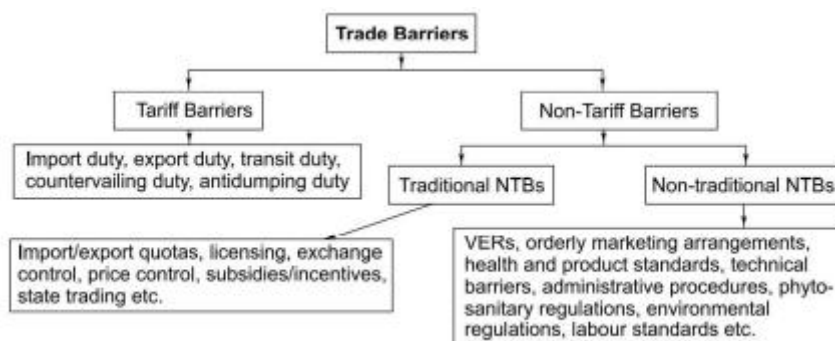 Trade Barriers
Tariff Barriers
Non-Tariff Barriers
Import duty, export duty, transit duty,
countervailing duty, antidumping duty
Traditional NTBs
Non-traditional NTBs
Import/export quotas, licensing, exchange
control, price control, subsidies/incentives,
state trading etc.
VERs, orderly marketing arrangements,
health and product standards, technical
barriers, administrative procedures, phyto-
sanitary regulations, environmental
regulations, labour standards etc.